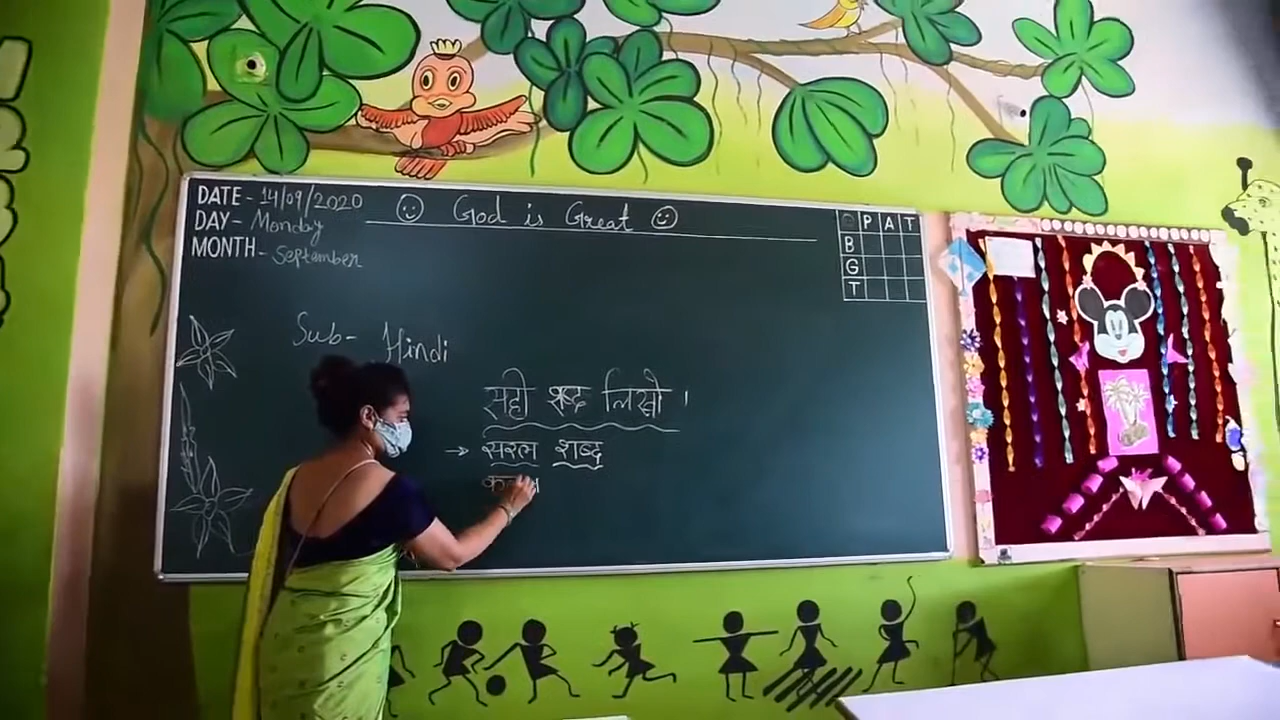 DATE - 14/09/2020
DAY - Monday
MONTH - September
God is Great
P A T
B
G
T
Sub- Hindi
सही शब्द लिखो ।
→ सरल शब्द